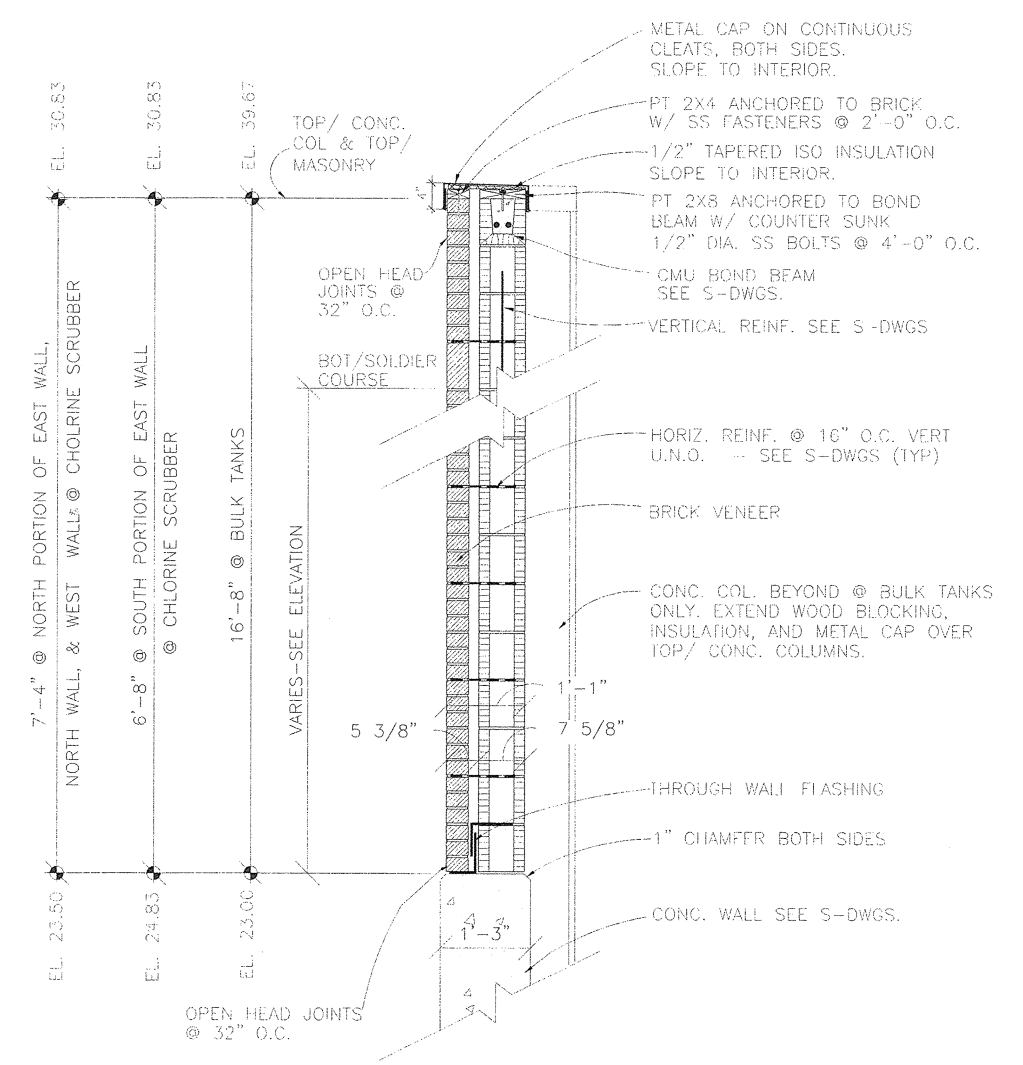 METAL CAP ON CONTINUOUS
CLEATS, BOTH SIDES.
SLOPE TO INTERIOR.
PT 2X4 ANCHORED TO BRICK
W/ SS FASTENERS @ 2'-0" O.C.
1/2" TAPERED ISO INSULATION
SLOPE TO INTERIOR.
PT 2X8 ANCHORED TO BOND
BEAM W/ COUNTER SUNK
1/2" DIA. SS BOLTS @ 4'-0" O.C.
CMU BOND BEAM
SEE S-DWGS.
VERTICAL REINF. SEE S-DWGS
HORIZ. REINF. @ 16" O.C. VERT
U.N.O. -- SEE S-DWGS (TYP)
BRICK VENEER
CONC. COL. BEYOND @ BULK TANKS
ONLY. EXTEND WOOD BLOCKING,
INSULATION, AND METAL CAP OVER
TOP/ CONC. COLUMNS.
THROUGH WALL FLASHING
1" CHAMFER BOTH SIDES
CONC. WALL SEE S-DWGS.
EL. 30.83
EL. 30.83
EL. 39.67
TOP/ CONC.
COL & TOP/
MASONRY
4"
OPEN HEAD
JOINTS @
32" O.C.
BOT/SOLDIER
COURSE
7'-4" @ NORTH PORTION OF EAST WALL,
NORTH WALL, & WEST WALL @ CHOLRINE SCRUBBER
6'-8" @ SOUTH PORTION OF EAST WALL
@ CHLORINE SCRUBBER
16'-8" @ BULK TANKS
VARIES-SEE ELEVATION
1'-1"
5 3/8"
7 5/8"
1'-3"
EL. 23.50
EL. 24.83
EL. 23.00
OPEN HEAD JOINTS
@ 32" O.C.